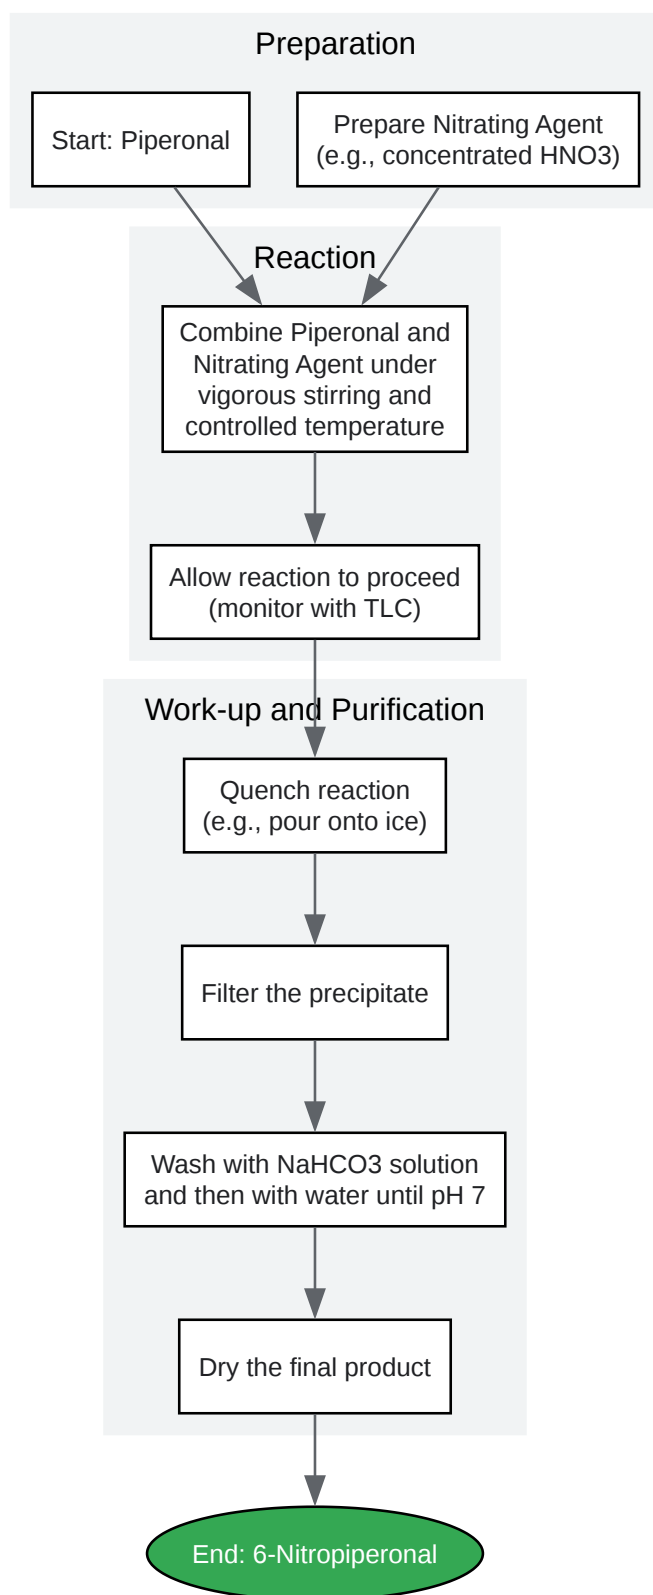 Preparation
Start: Piperonal
Prepare Nitrating Agent
(e.g., concentrated HNO3)
Reaction
Combine Piperonal and
Nitrating Agent under
vigorous stirring and
controlled temperature
Allow reaction to proceed
(monitor with TLC)
Work-up and Purification
Quench reaction
(e.g., pour onto ice)
Filter the precipitate
Wash with NaHCO3 solution
and then with water until pH 7
Dry the final product
End: 6-Nitropiperonal